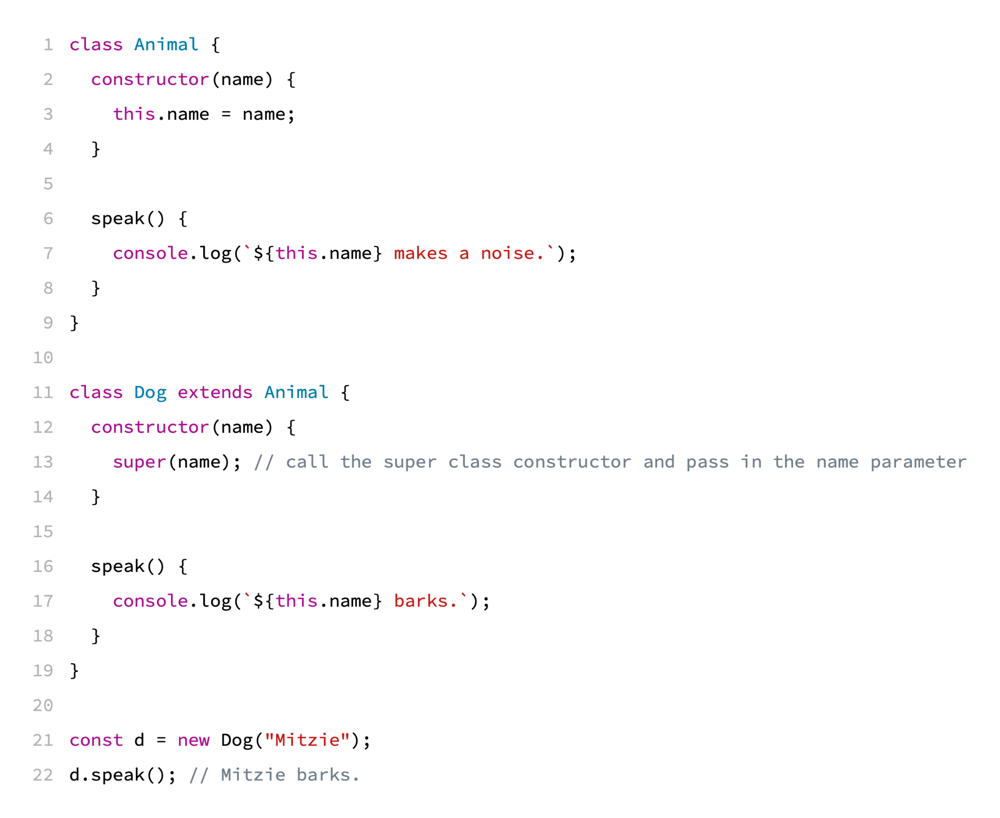 1 class Animal {
2   constructor(name) {
3     this.name = name;
4   }
5
6   speak() {
7     console.log(`${this.name} makes a noise.`);
8   }
9 }
10
11 class Dog extends Animal {
12   constructor(name) {
13     super(name); // call the super class constructor and pass in the name parameter
14   }
15
16   speak() {
17     console.log(`${this.name} barks.`);
18   }
19 }
20
21 const d = new Dog("Mitzie");
22 d.speak(); // Mitzie barks.